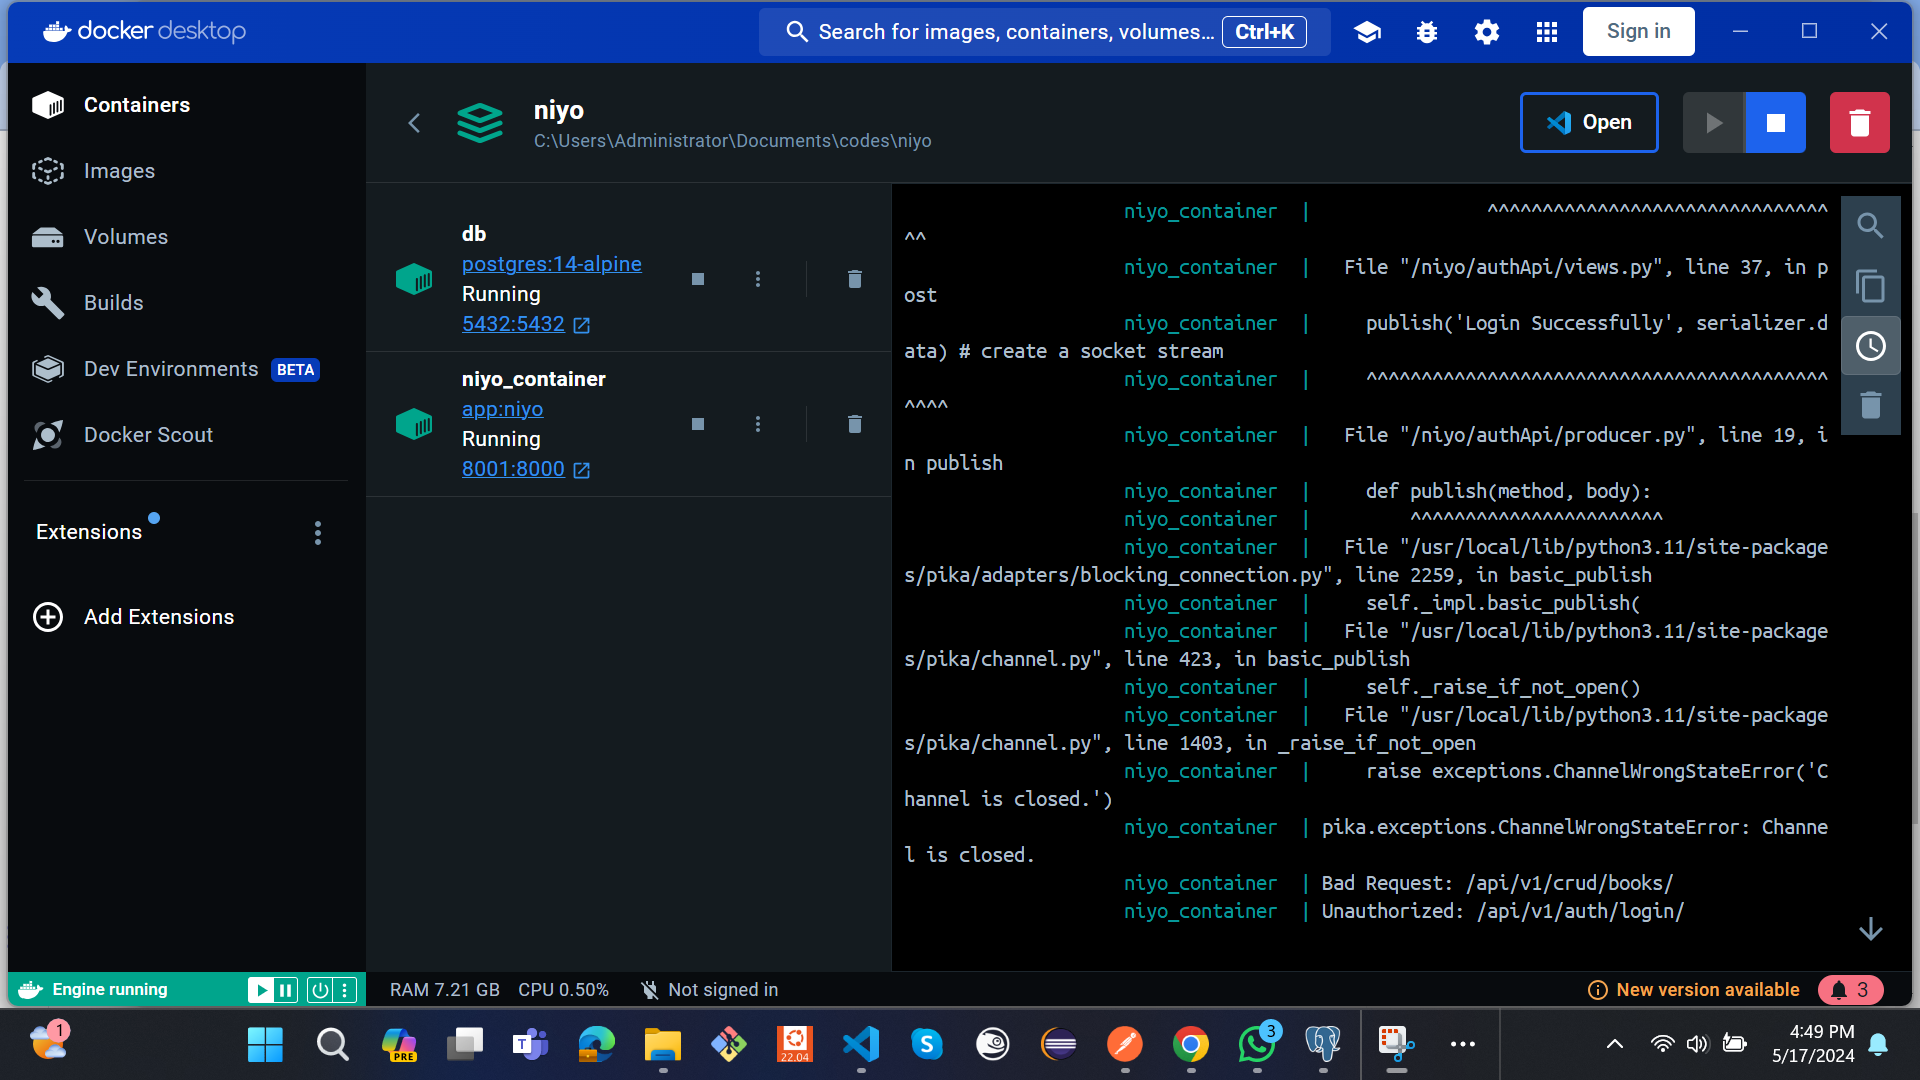 docker desktop
Search for images, containers, volumes... Ctrl+K
Sign in
Containers
Images
Volumes
Builds
Dev Environments BETA
Docker Scout
Extensions
Add Extensions
niyo
C:\Users\Administrator\Documents\codes\niyo
Open
db
postgres:14-alpine
Running
5432:5432
niyo_container
app:niyo
Running
8001:8000
niyo_container | ^^^^^^^^^^^^^^^^^^^^^^^^^^^^^^^
^^
niyo_container | File "/niyo/authApi/views.py", line 37, in p
ost
niyo_container | publish('Login Successfully', serializer.d
ata) # create a socket stream
niyo_container | ^^^^^^^^^^^^^^^^^^^^^^^^^^^^^^^^^^^^^^^^^^
^^^^
niyo_container | File "/niyo/authApi/producer.py", line 19, i
n publish
niyo_container | def publish(method, body):
niyo_container | ^^^^^^^^^^^^^^^^^^^^^^^
niyo_container | File "/usr/local/lib/python3.11/site-package
s/pika/adapters/blocking_connection.py", line 2259, in basic_publish
niyo_container | self._impl.basic_publish(
niyo_container | File "/usr/local/lib/python3.11/site-package
s/pika/channel.py", line 423, in basic_publish
niyo_container | self._raise_if_not_open()
niyo_container | File "/usr/local/lib/python3.11/site-package
s/pika/channel.py", line 1403, in _raise_if_not_open
niyo_container | raise exceptions.ChannelWrongStateError('C
hannel is closed.')
niyo_container | pika.exceptions.ChannelWrongStateError: Channe
l is closed.
niyo_container | Bad Request: /api/v1/crud/books/
niyo_container | Unauthorized: /api/v1/auth/login/
Engine running
RAM 7.21 GB CPU 0.50% Not signed in
New version available 3
1
PRE
T
22.04
S
3
4:49 PM
5/17/2024